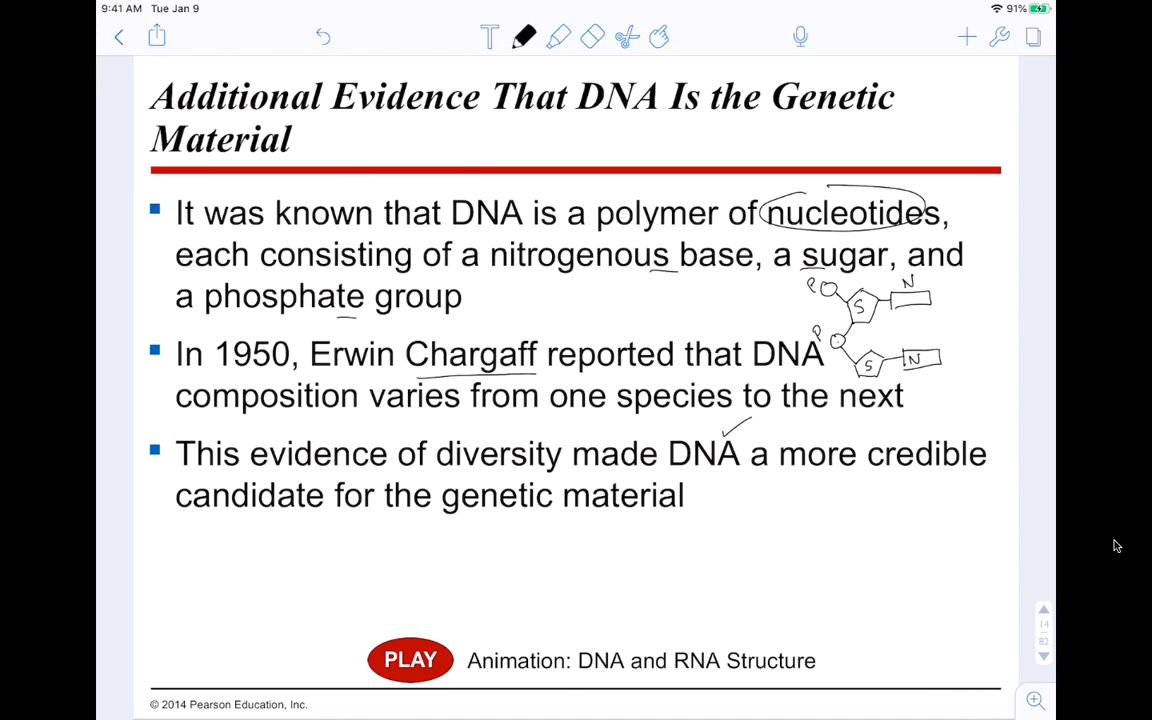 9:41 AM Tue Jan 9
91%
T
Additional Evidence That DNA Is the Genetic
Material
It was known that DNA is a polymer of nucleotides,
each consisting of a nitrogenous base, a sugar, and
a phosphate group
P S N
In 1950, Erwin Chargaff reported that DNA
P S N
composition varies from one species to the next
This evidence of diversity made DNA a more credible
candidate for the genetic material
14
82
PLAY Animation: DNA and RNA Structure
© 2014 Pearson Education, Inc.